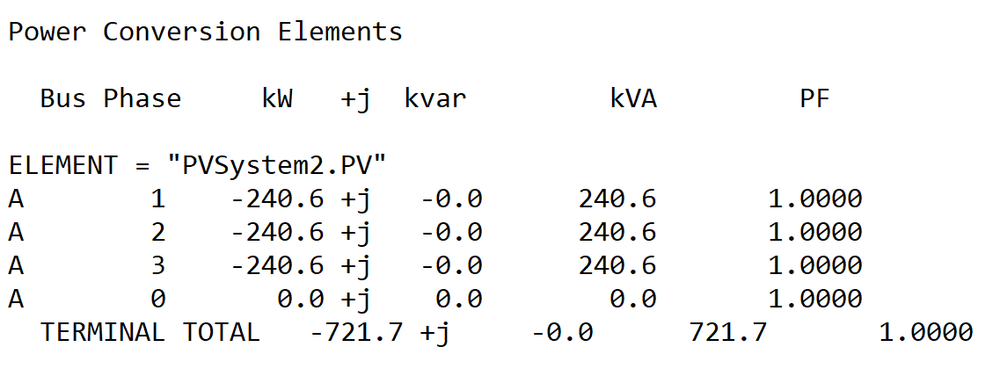 Power Conversion Elements
Bus Phase kW +j kvar kVA PF
ELEMENT = "PVSystem2.PV"
A 1 -240.6 +j -0.0 240.6 1.0000
A 2 -240.6 +j -0.0 240.6 1.0000
A 3 -240.6 +j -0.0 240.6 1.0000
A 0 0.0 +j 0.0 0.0 1.0000
TERMINAL TOTAL -721.7 +j -0.0 721.7 1.0000